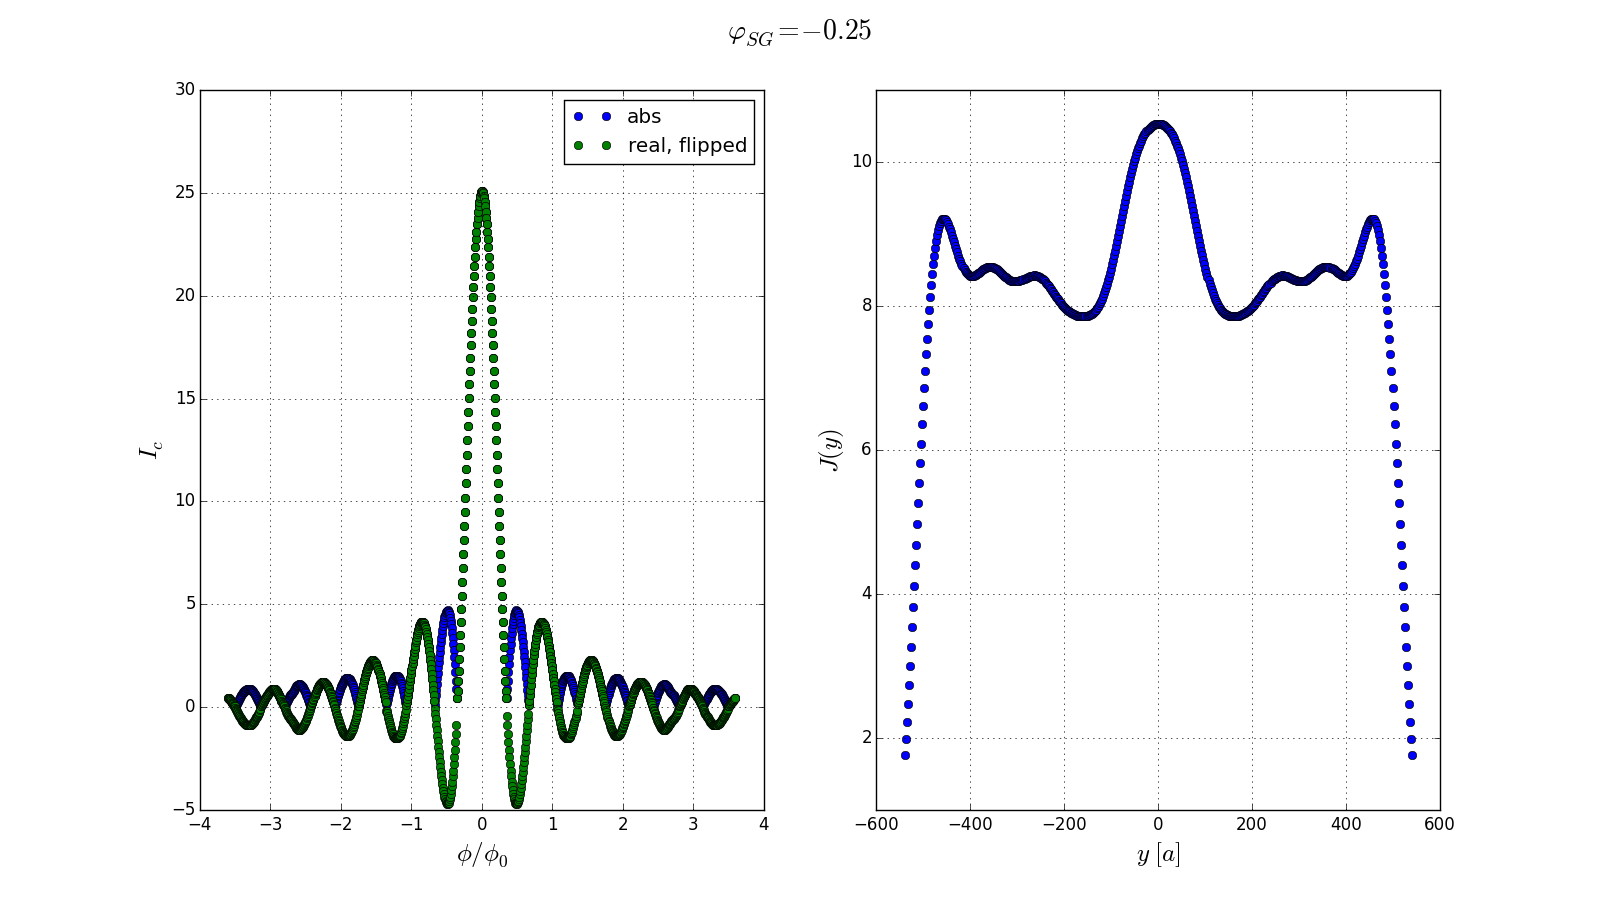 φ_SG = −0.25
30
25
20
15
10
5
0
−5
−4 −3 −2 −1 0 1 2 3 4
I_c
ϕ/ϕ_0
abs
real, flipped
10
8
6
4
2
−600 −400 −200 0 200 400 600
J(y)
y [a]